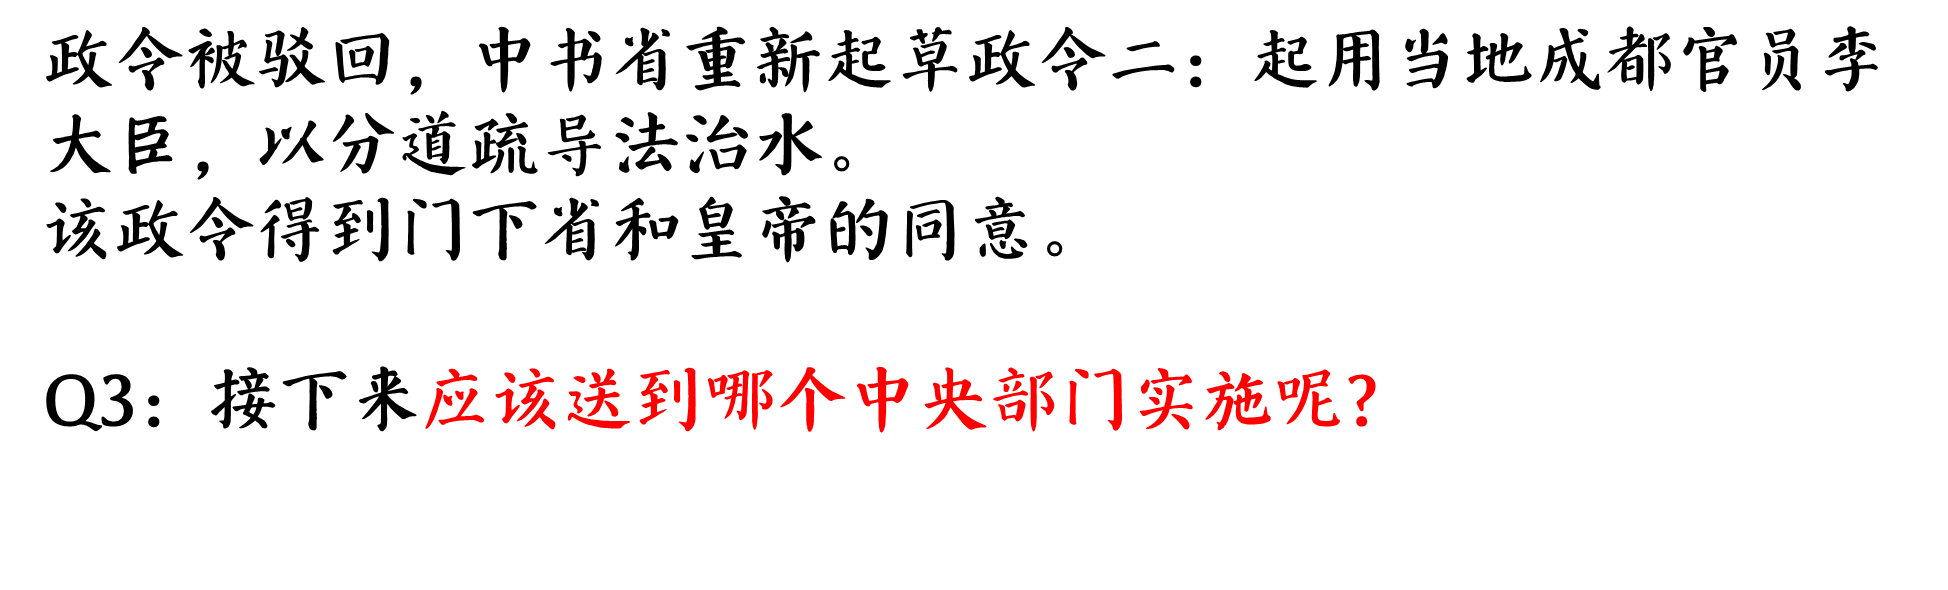 政令被驳回，中书省重新起草政令二：起用当地成都官员李
大臣，以分道疏导法治水。
该政令得到门下省和皇帝的同意。
Q3：接下来应该送到哪个中央部门实施呢？